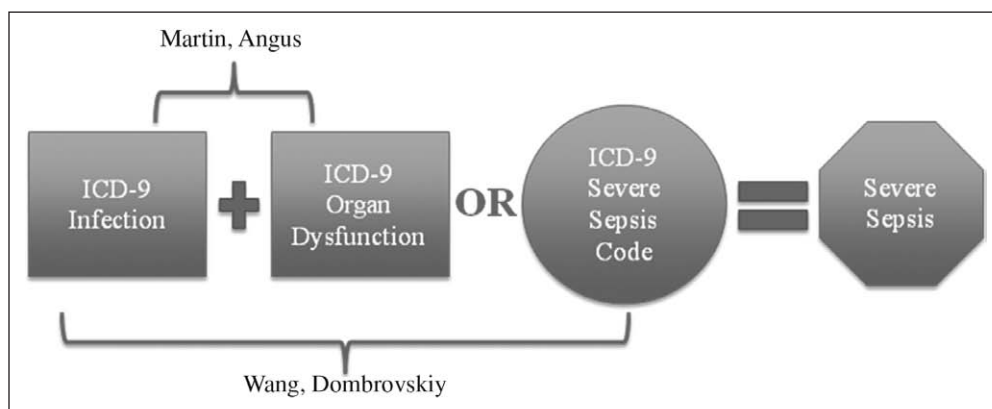 Martin, Angus
ICD-9
Infection
ICD-9
Organ
Dysfunction
OR
ICD-9
Severe
Sepsis
Code
Severe
Sepsis
Wang, Dombrovskiy